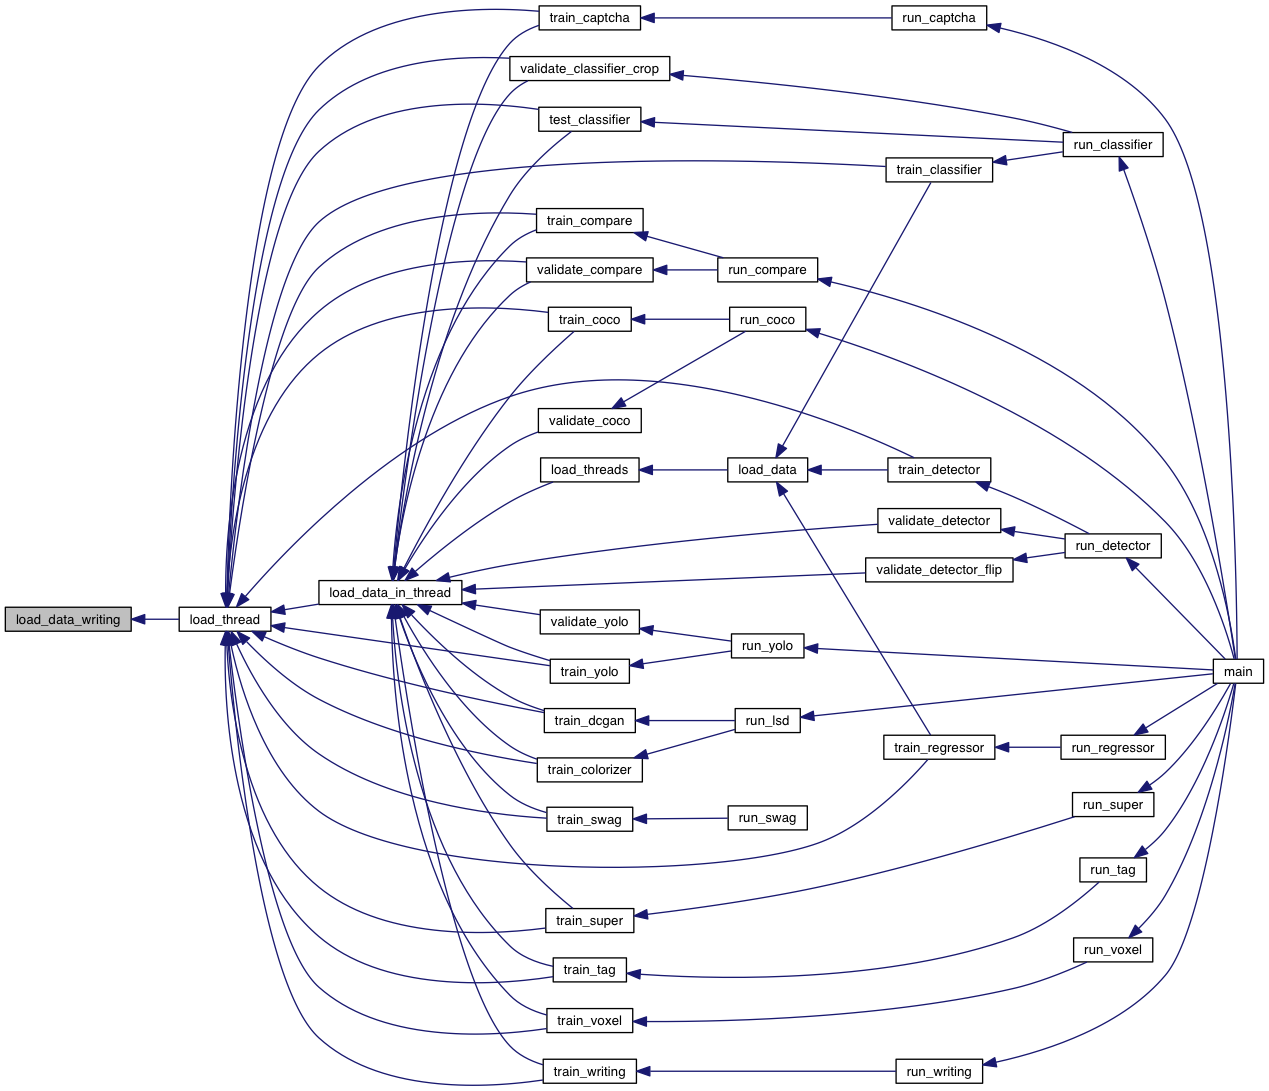 train_captcha
run_captcha
validate_classifier_crop
test_classifier
run_classifier
train_classifier
train_compare
validate_compare
run_compare
train_coco
run_coco
validate_coco
load_threads
load_data
train_detector
validate_detector
run_detector
validate_detector_flip
load_data_in_thread
load_data_writing
load_thread
validate_yolo
run_yolo
train_yolo
main
train_dcgan
run_lsd
train_regressor
run_regressor
train_colorizer
run_super
train_swag
run_swag
run_tag
train_super
run_voxel
train_tag
train_voxel
train_writing
run_writing